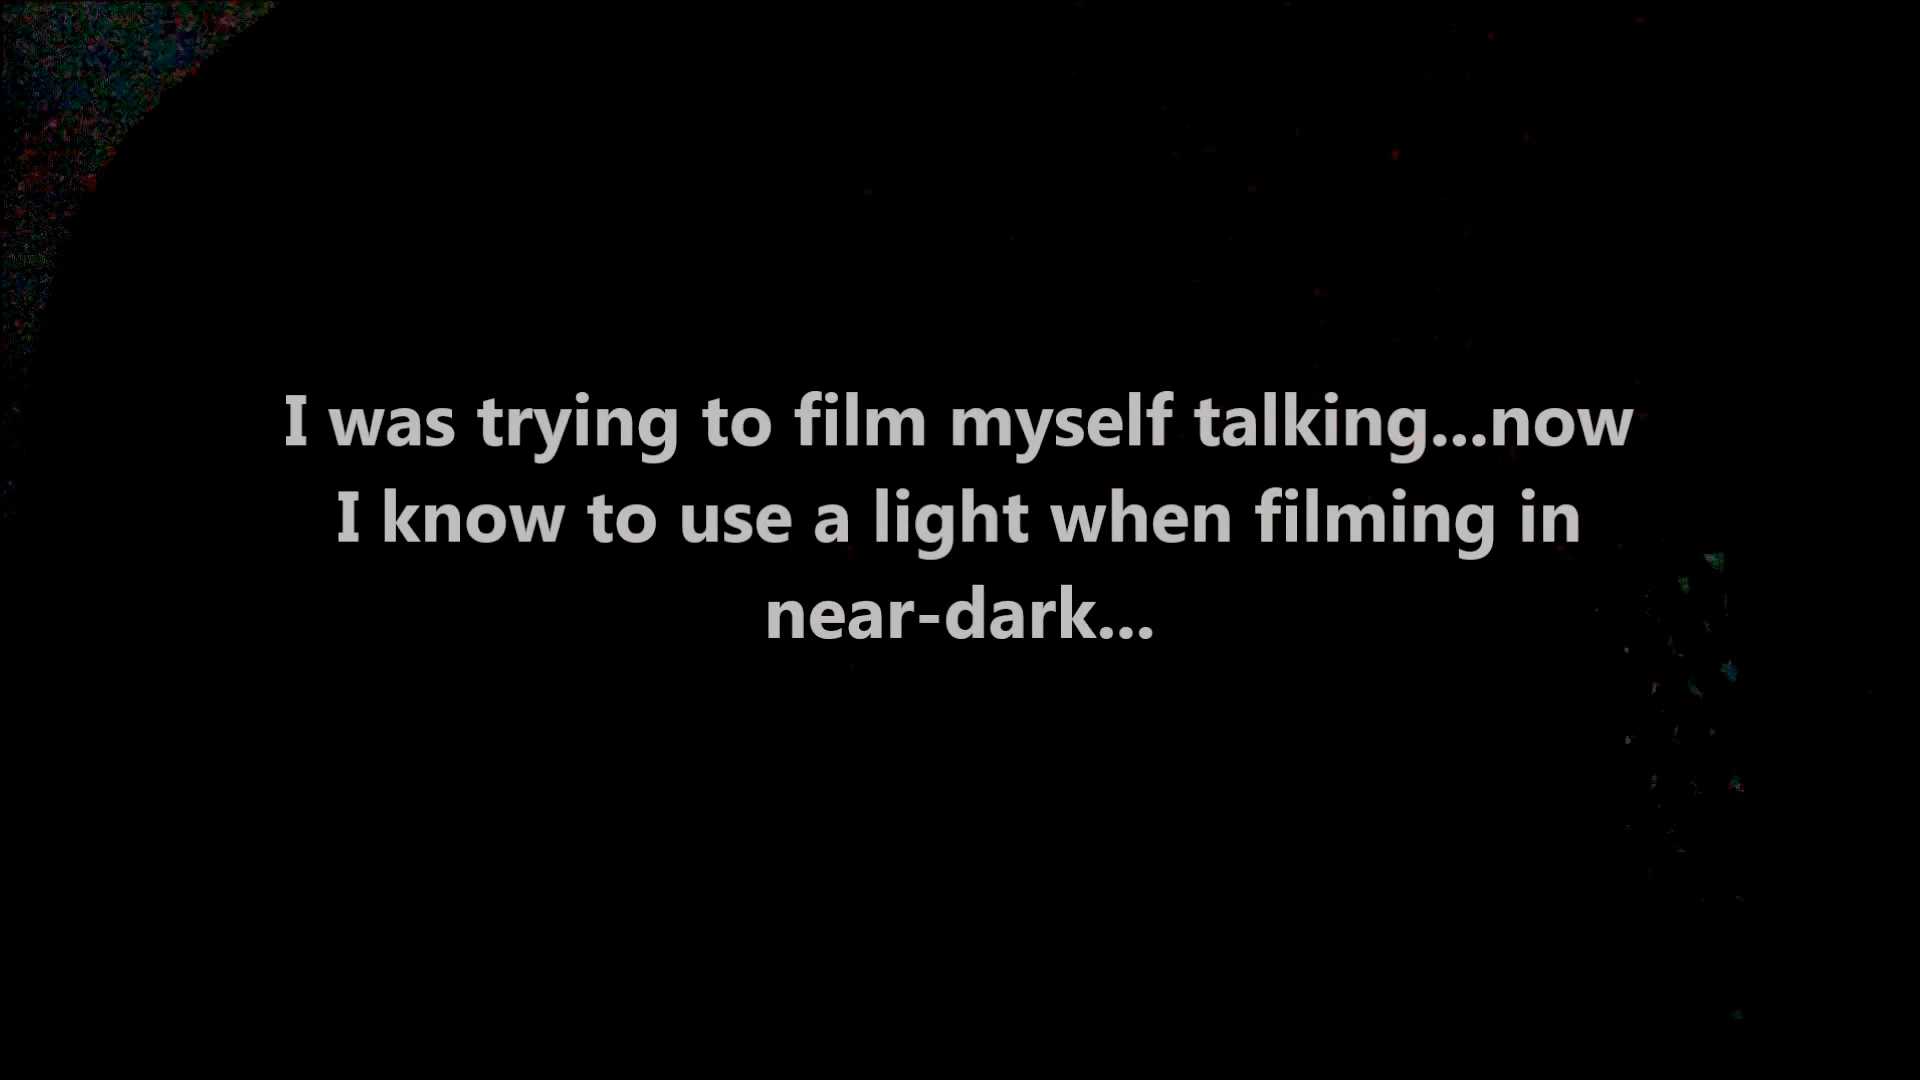 I was trying to film myself talking...now
I know to use a light when filming in
near-dark...